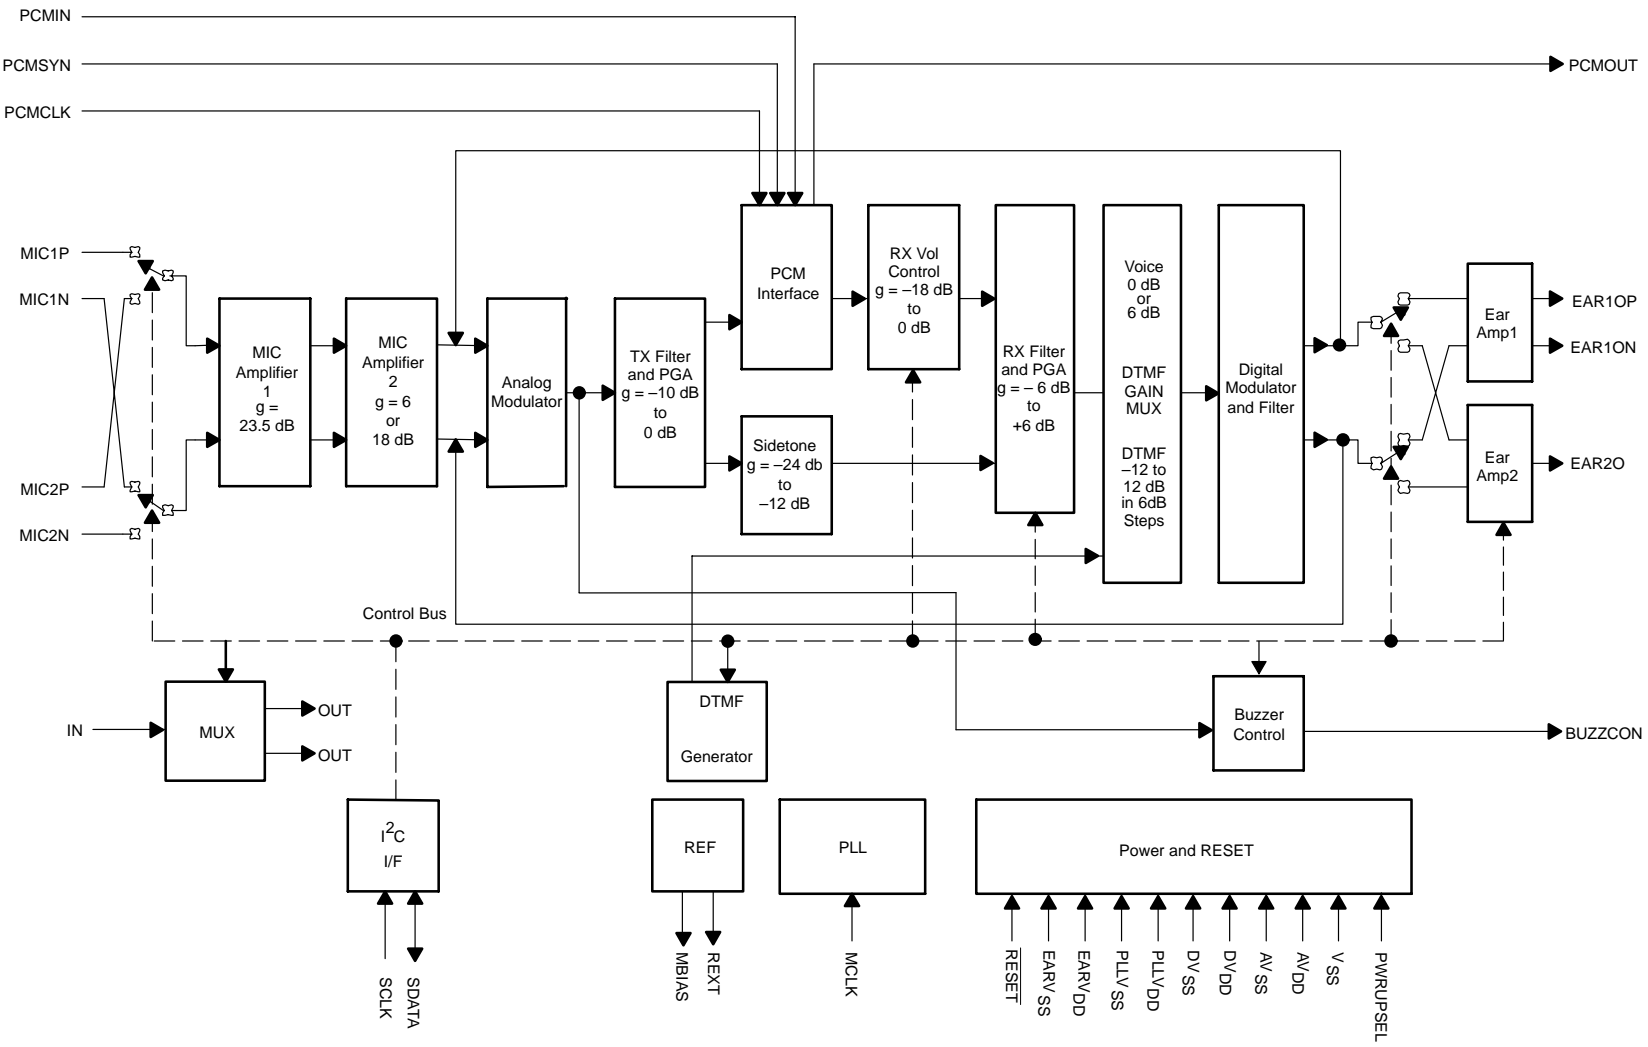 PCMIN
PCMSYN
PCMOUT
PCMCLK
MIC1P
MIC1N
MIC2P
MIC2N
MIC
Amplifier
1
g =
23.5 dB
MIC
Amplifier
2
g = 6
or
18 dB
Analog
Modulator
TX Filter
and PGA
g = –10 dB
to
0 dB
PCM
Interface
Sidetone
g = –24 db
to
–12 dB
RX Vol
Control
g = –18 dB
to
0 dB
RX Filter
and PGA
g = – 6 dB
to
+6 dB
Voice
0 dB
or
6 dB
DTMF
GAIN
MUX
DTMF
–12 to
12 dB
in 6dB
Steps
Digital
Modulator
and Filter
Ear
Amp1
Ear
Amp2
EAR1OP
EAR1ON
EAR2O
Control Bus
IN
MUX
OUT
OUT
DTMF
Generator
Buzzer
Control
BUZZCON
I2C
I/F
REF
PLL
Power and RESET
SCLK
SDATA
MBIAS
REXT
MCLK
RESET
EARVSS
EARVDD
PLLVSS
PLLVDD
DVSS
DVDD
AVSS
AVDD
VSS
PWRUPSEL